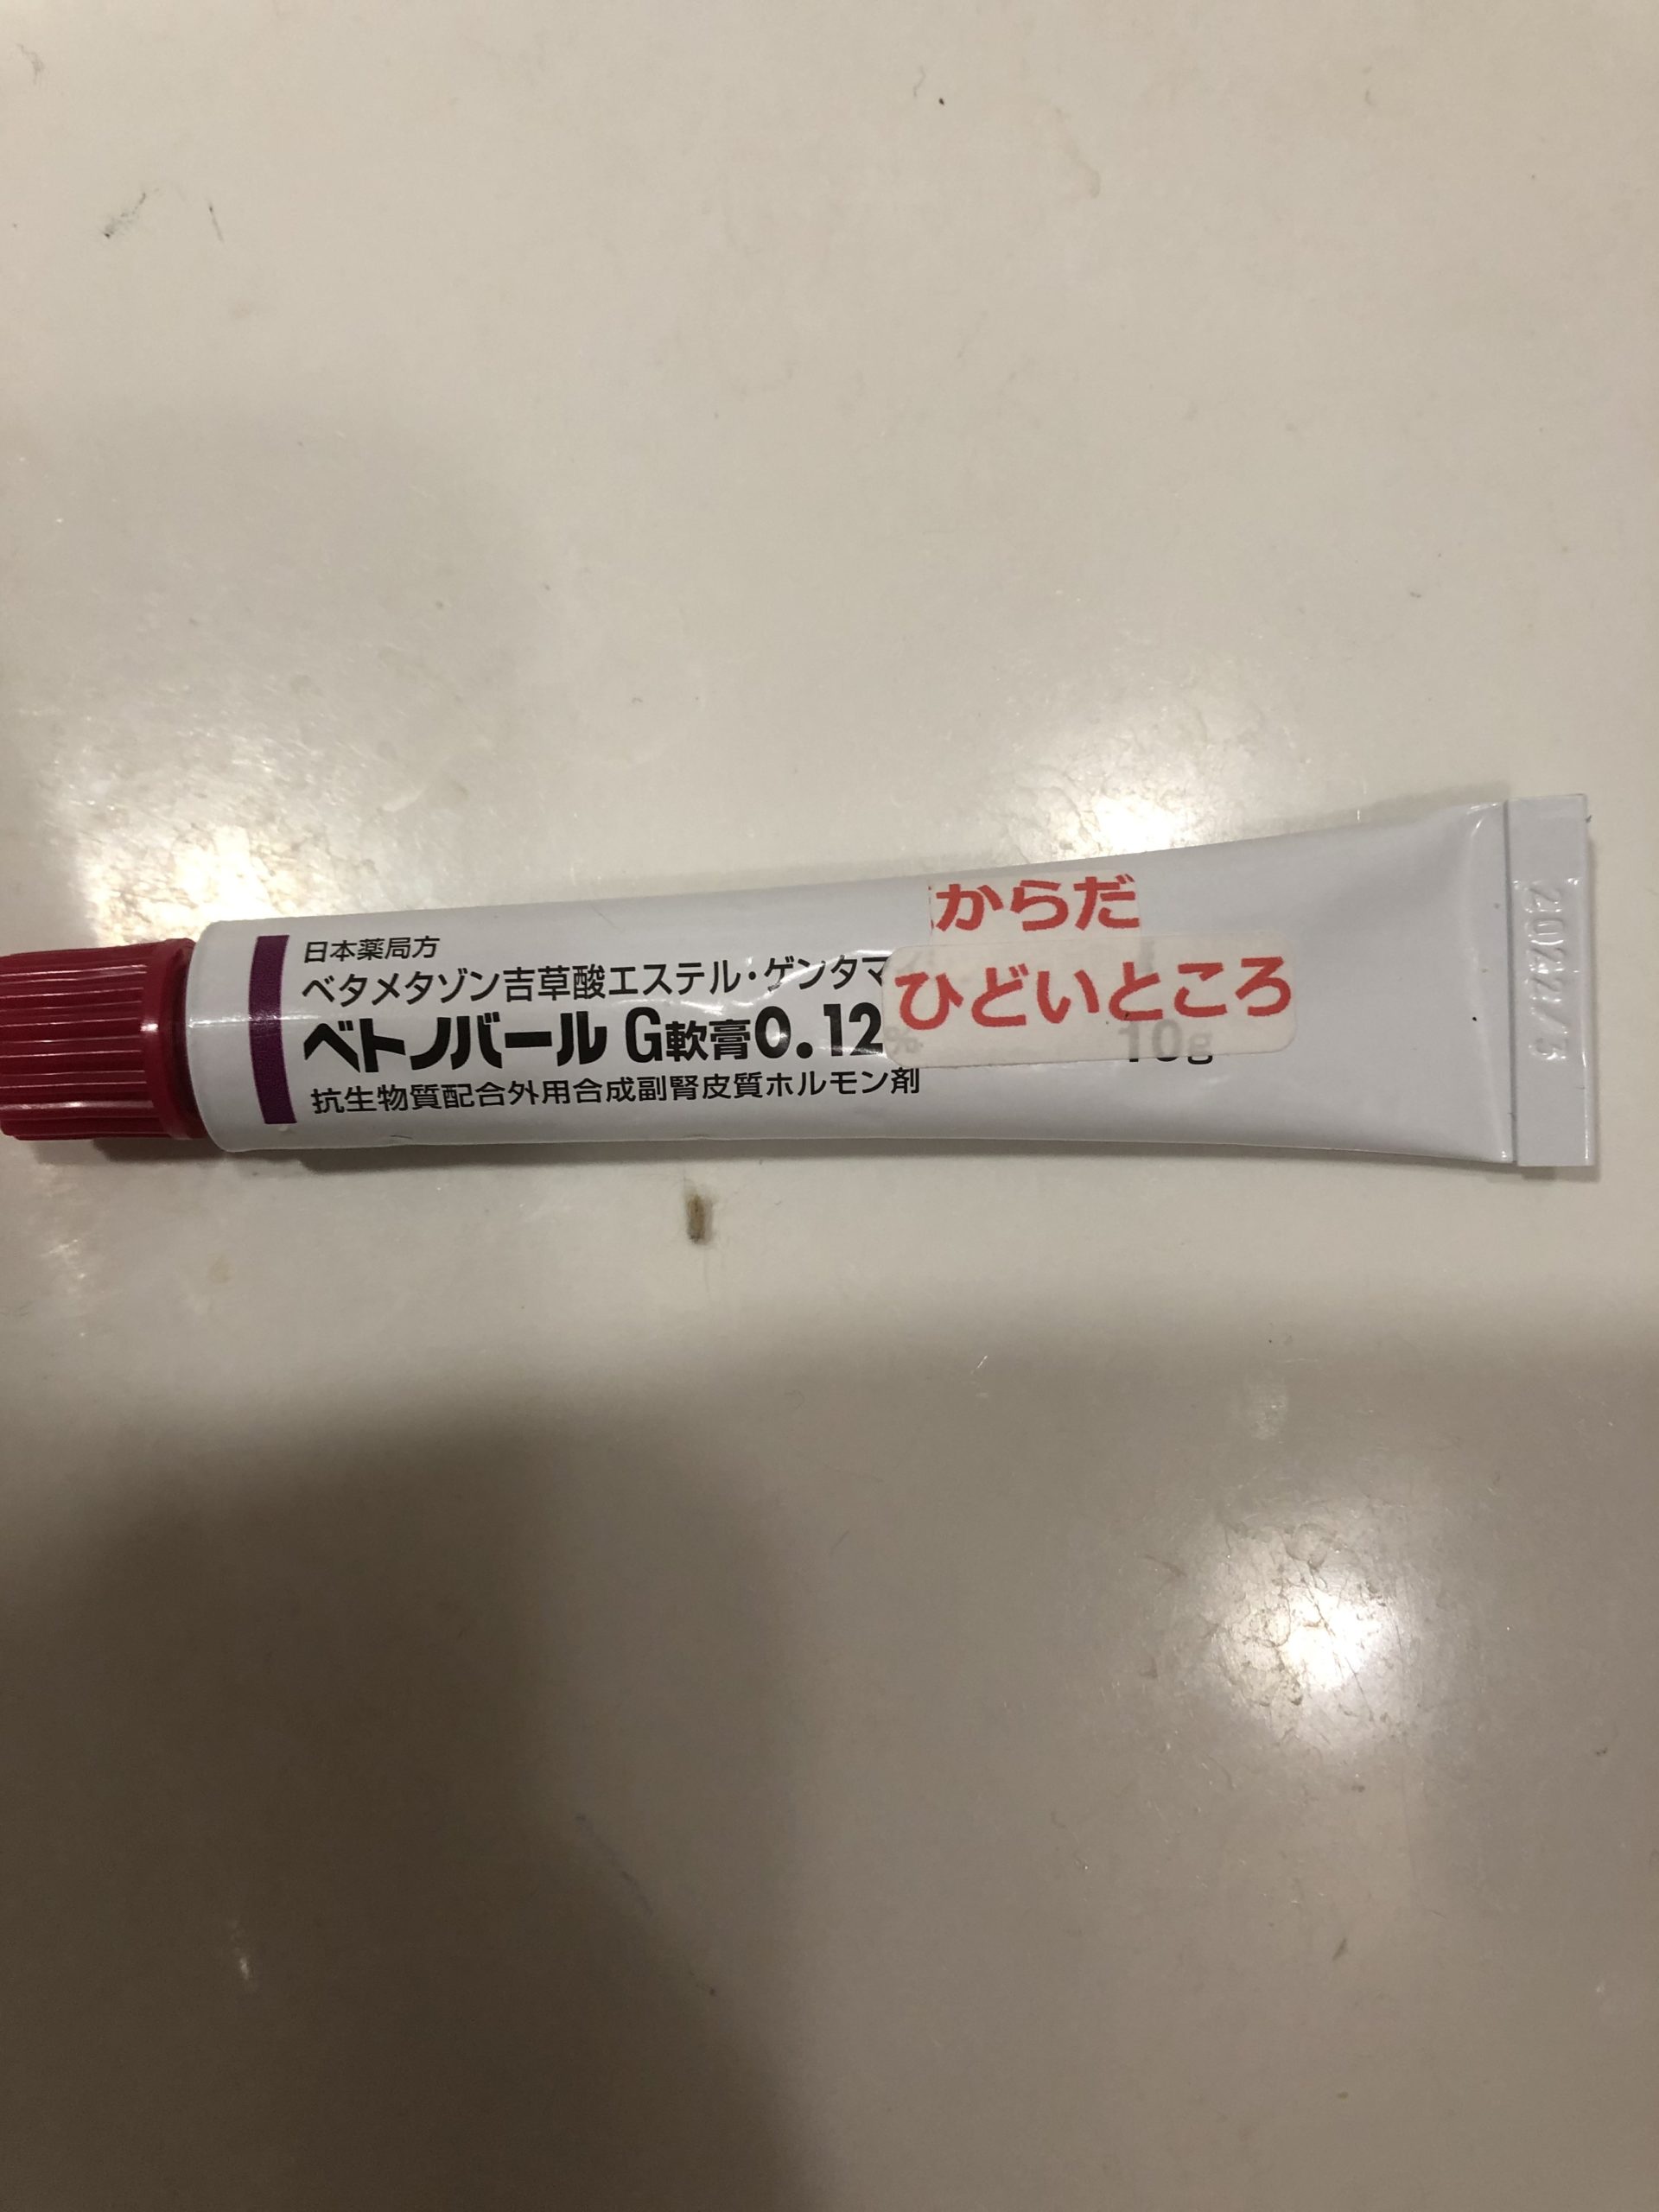 日本薬局方
ベタメタゾン吉草酸エステル・ゲンタマ
ベトノバール G軟膏0.12%
10g
抗生物質配合外用合成副腎皮質ホルモン剤
からだ
ひどいところ
2022/3